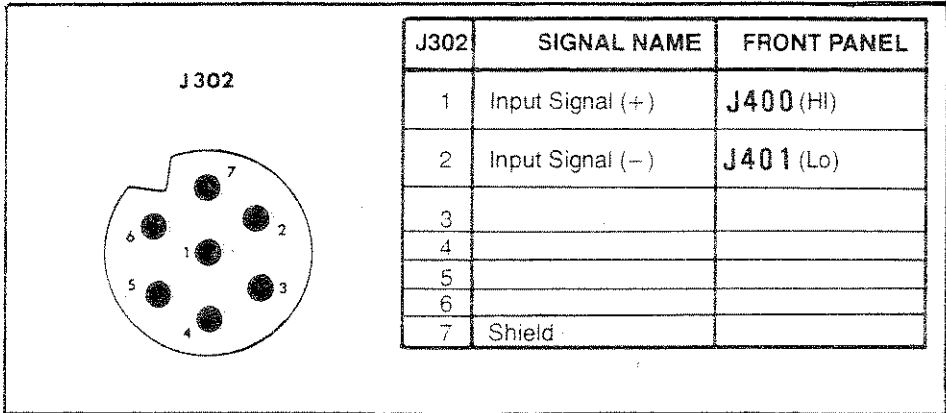 J302
7
2
6
1
5
3
4
J302 SIGNAL NAME FRONT PANEL
1 Input Signal (+) J400 (HI)
2 Input Signal (−) J401 (Lo)
3
4
5
6
7 Shield